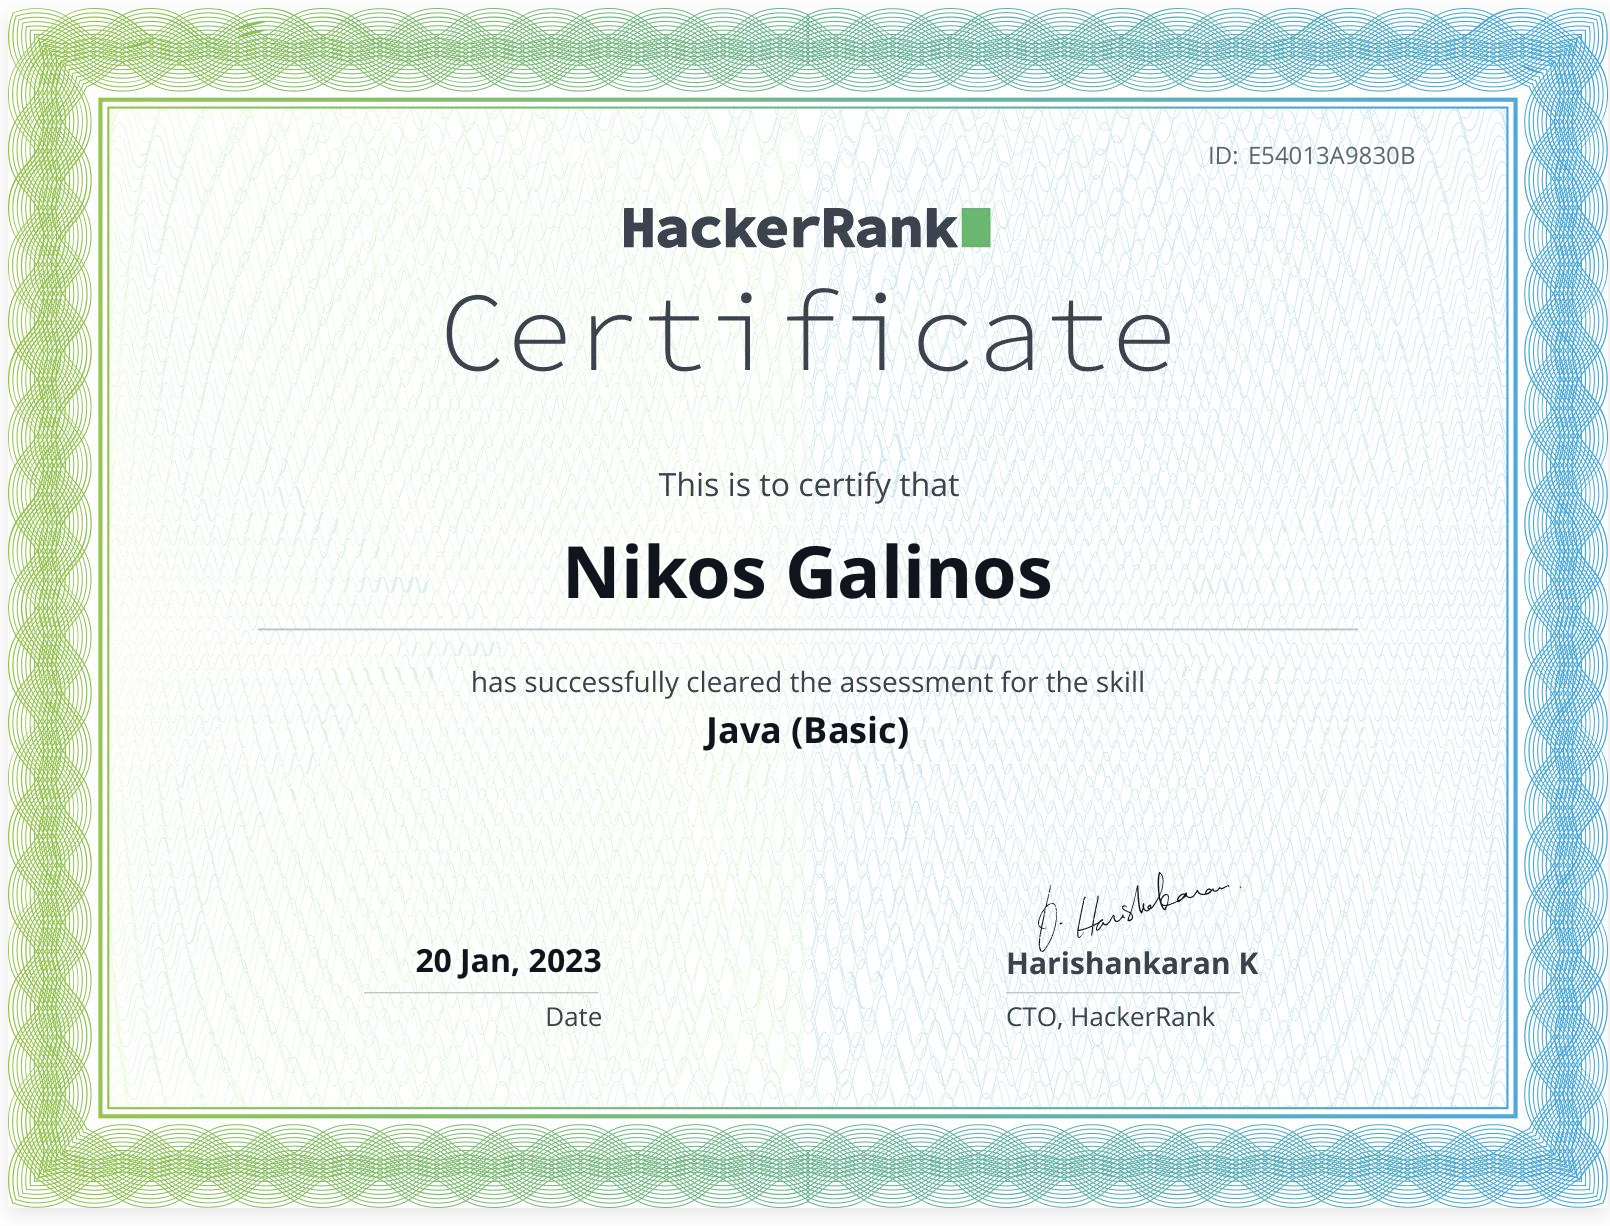 ID: E54013A9830B
HackerRank
Certificate
This is to certify that
Nikos Galinos
has successfully cleared the assessment for the skill
Java (Basic)
20 Jan, 2023
Date
Harishankaran K
CTO, HackerRank